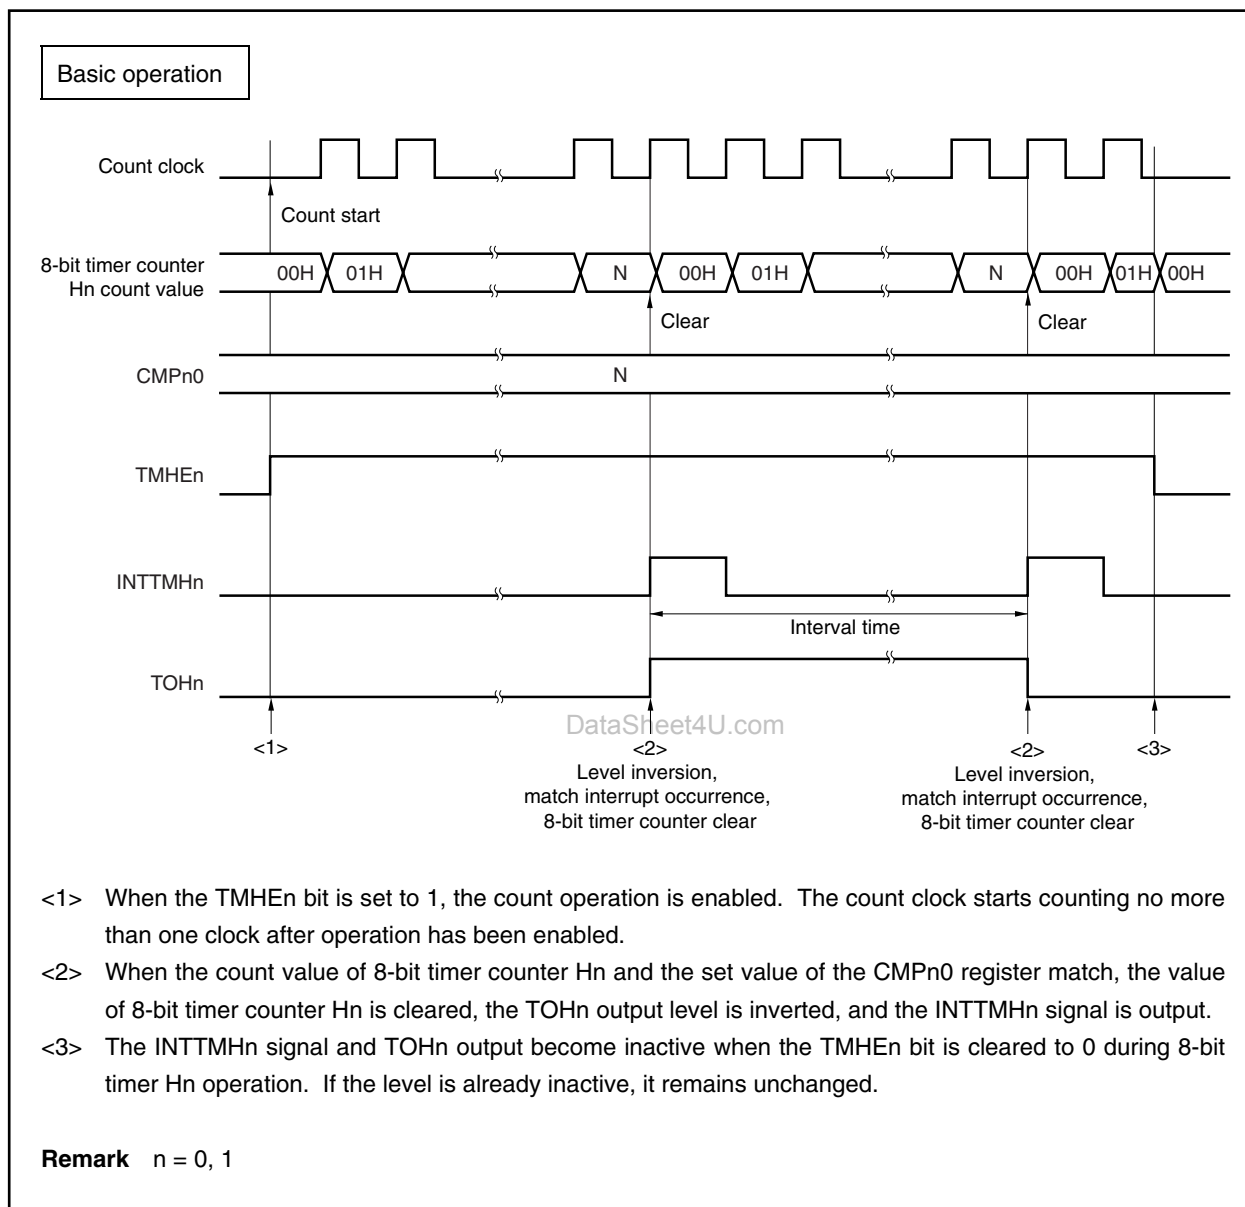 Basic operation
Count clock
Count start
8-bit timer counter
Hn count value
00H 01H N 00H 01H N 00H 01H 00H
Clear Clear
CMPn0 N
TMHEn
INTTMHn
Interval time
TOHn
DataSheet4U.com
<1> <2> <2> <3>
Level inversion,
match interrupt occurrence,
8-bit timer counter clear
Level inversion,
match interrupt occurrence,
8-bit timer counter clear
<1> When the TMHEn bit is set to 1, the count operation is enabled. The count clock starts counting no more
than one clock after operation has been enabled.
<2> When the count value of 8-bit timer counter Hn and the set value of the CMPn0 register match, the value
of 8-bit timer counter Hn is cleared, the TOHn output level is inverted, and the INTTMHn signal is output.
<3> The INTTMHn signal and TOHn output become inactive when the TMHEn bit is cleared to 0 during 8-bit
timer Hn operation. If the level is already inactive, it remains unchanged.
Remark n = 0, 1